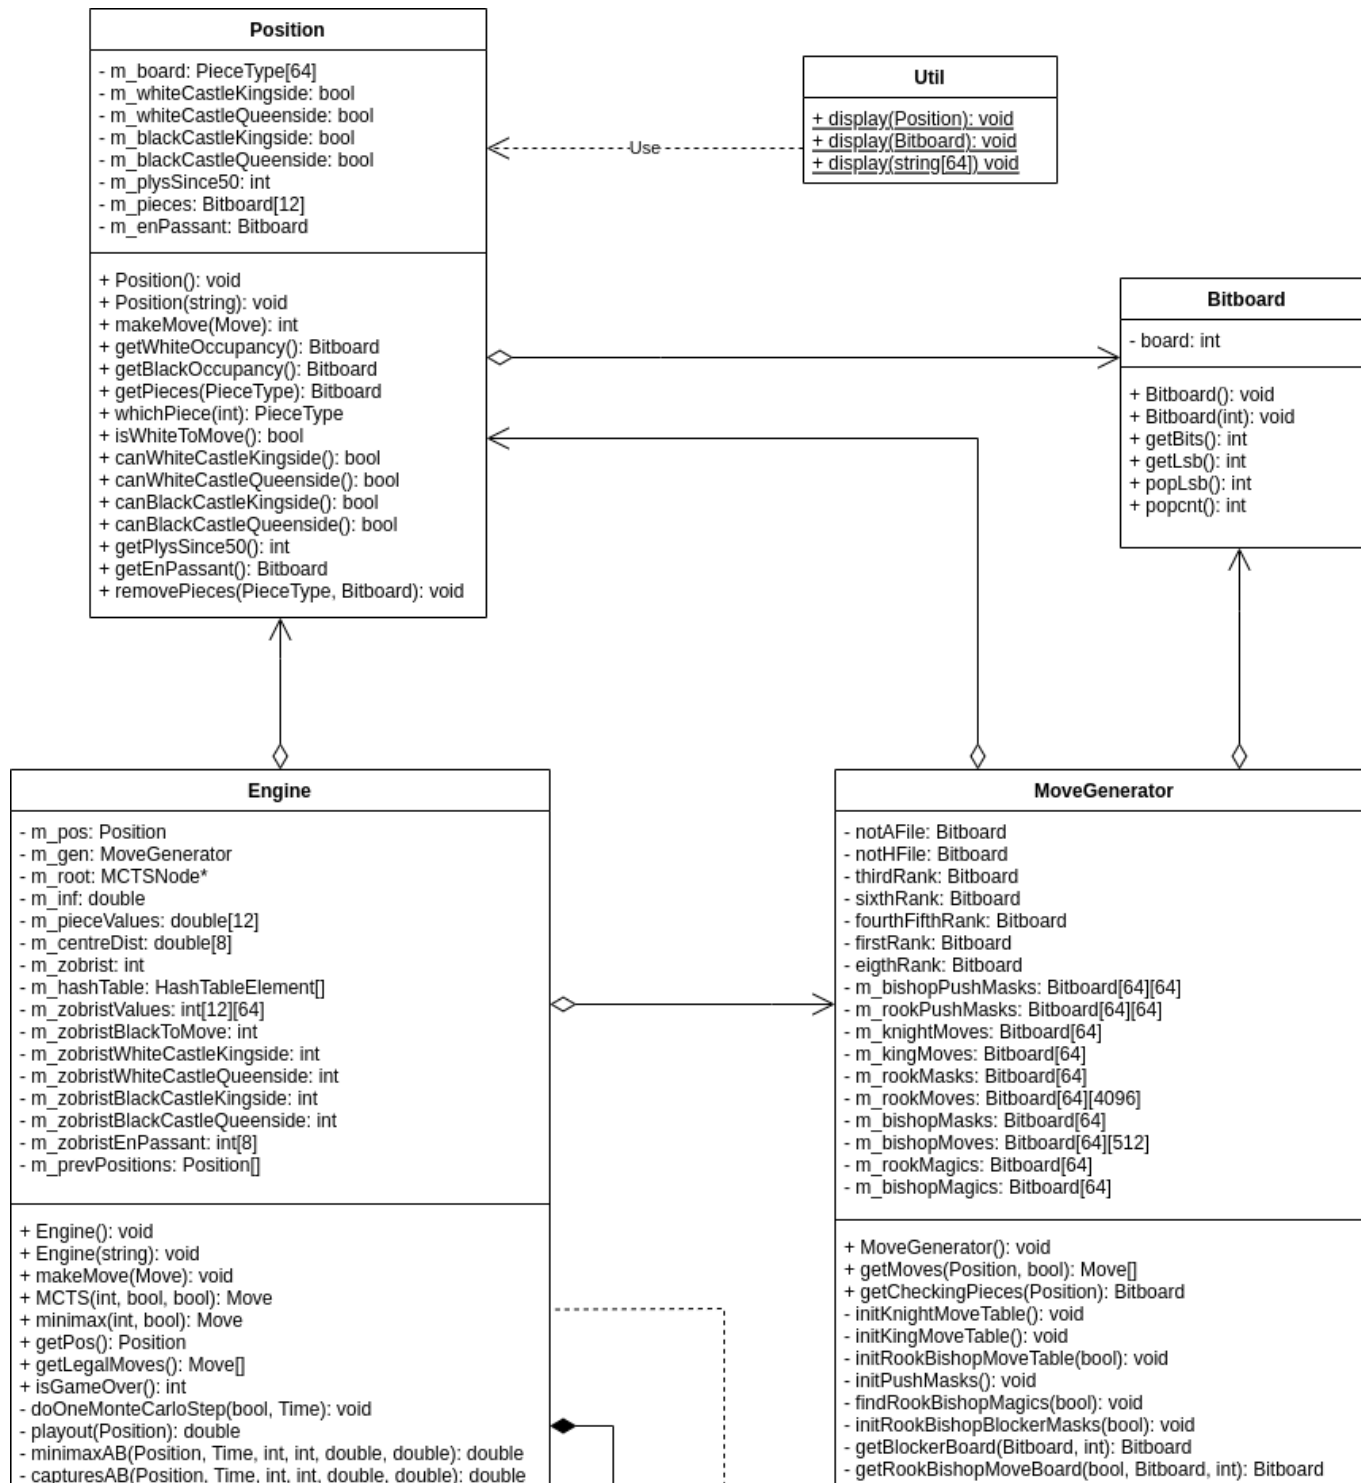 Position
- m_board: PieceType[64]
- m_whiteCastleKingside: bool
- m_whiteCastleQueenside: bool
- m_blackCastleKingside: bool
- m_blackCastleQueenside: bool
- m_plysSince50: int
- m_pieces: Bitboard[12]
- m_enPassant: Bitboard
+ Position(): void
+ Position(string): void
+ makeMove(Move): int
+ getWhiteOccupancy(): Bitboard
+ getBlackOccupancy(): Bitboard
+ getPieces(PieceType): Bitboard
+ whichPiece(int): PieceType
+ isWhiteToMove(): bool
+ canWhiteCastleKingside(): bool
+ canWhiteCastleQueenside(): bool
+ canBlackCastleKingside(): bool
+ canBlackCastleQueenside(): bool
+ getPlysSince50(): int
+ getEnPassant(): Bitboard
+ removePieces(PieceType, Bitboard): void
Use
Util
+ display(Position): void
+ display(Bitboard): void
+ display(string[64]) void
Bitboard
- board: int
+ Bitboard(): void
+ Bitboard(int): void
+ getBits(): int
+ getLsb(): int
+ popLsb(): int
+ popcnt(): int
Engine
- m_pos: Position
- m_gen: MoveGenerator
- m_root: MCTSNode*
- m_inf: double
- m_pieceValues: double[12]
- m_centreDist: double[8]
- m_zobrist: int
- m_hashTable: HashTableElement[]
- m_zobristValues: int[12][64]
- m_zobristBlackToMove: int
- m_zobristWhiteCastleKingside: int
- m_zobristWhiteCastleQueenside: int
- m_zobristBlackCastleKingside: int
- m_zobristBlackCastleQueenside: int
- m_zobristEnPassant: int[8]
- m_prevPositions: Position[]
+ Engine(): void
+ Engine(string): void
+ makeMove(Move): void
+ MCTS(int, bool, bool): Move
+ minimax(int, bool): Move
+ getPos(): Position
+ getLegalMoves(): Move[]
+ isGameOver(): int
- doOneMonteCarloStep(bool, Time): void
- playout(Position): double
- minimaxAB(Position, Time, int, int, double, double): double
- capturesAB(Position, Time, int, int, double, double): double
MoveGenerator
- notAFile: Bitboard
- notHFile: Bitboard
- thirdRank: Bitboard
- sixthRank: Bitboard
- fourthFifthRank: Bitboard
- firstRank: Bitboard
- eigthRank: Bitboard
- m_bishopPushMasks: Bitboard[64][64]
- m_rookPushMasks: Bitboard[64][64]
- m_knightMoves: Bitboard[64]
- m_kingMoves: Bitboard[64]
- m_rookMasks: Bitboard[64]
- m_rookMoves: Bitboard[64][4096]
- m_bishopMasks: Bitboard[64]
- m_bishopMoves: Bitboard[64][512]
- m_rookMagics: Bitboard[64]
- m_bishopMagics: Bitboard[64]
+ MoveGenerator(): void
+ getMoves(Position, bool): Move[]
+ getCheckingPieces(Position): Bitboard
- initKnightMoveTable(): void
- initKingMoveTable(): void
- initRookBishopMoveTable(bool): void
- initPushMasks(): void
- findRookBishopMagics(bool): void
- initRookBishopBlockerMasks(bool): void
- getBlockerBoard(Bitboard, int): Bitboard
- getRookBishopMoveBoard(bool, Bitboard, int): Bitboard